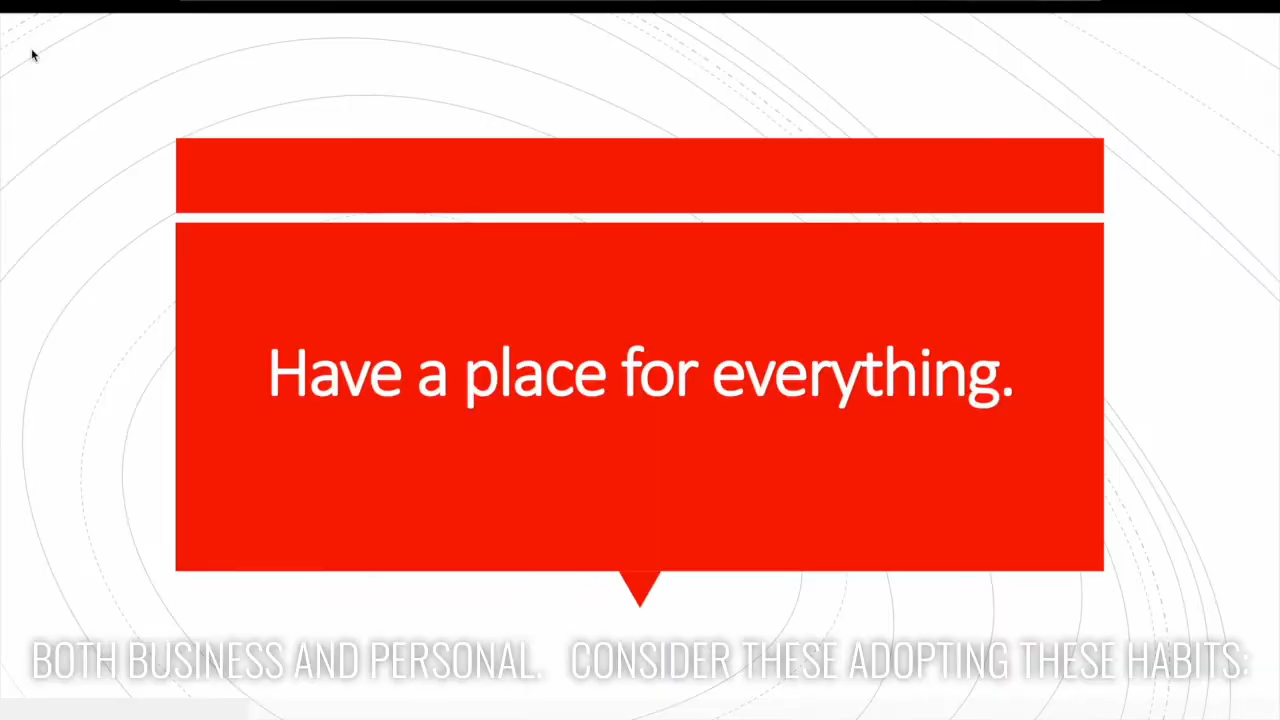 Have a place for everything.
BOTH BUSINESS AND PERSONAL. CONSIDER THESE ADOPTING THESE HABITS: